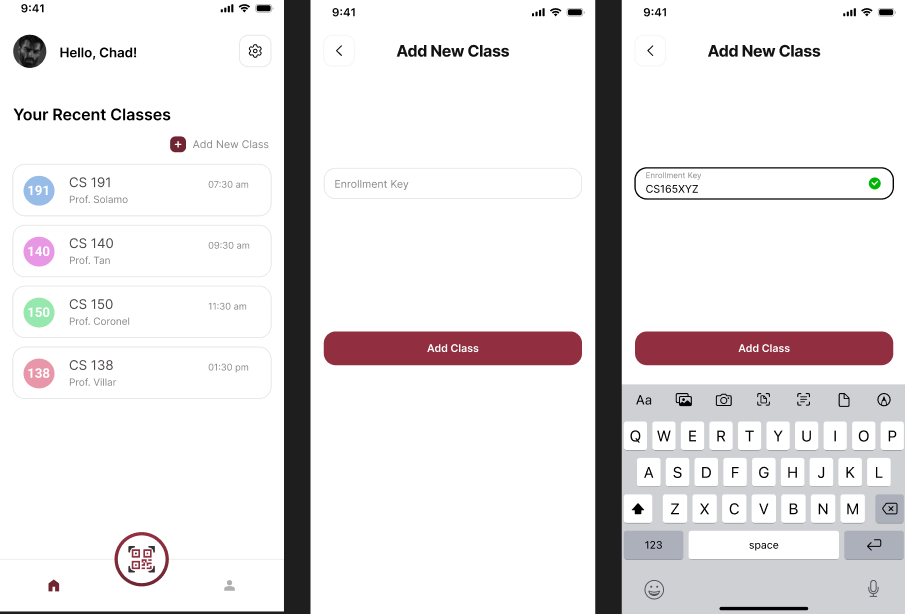 9:41
Hello, Chad!
Your Recent Classes
Add New Class
191
CS 191
07:30 am
Prof. Solamo
140
CS 140
09:30 am
Prof. Tan
150
CS 150
11:30 am
Prof. Coronel
138
CS 138
01:30 pm
Prof. Villar
9:41
Add New Class
Enrollment Key
Add Class
9:41
Add New Class
Enrollment Key
CS165XYZ
Add Class
Aa
Q W E R T Y U I O P
A S D F G H J K L
Z X C V B N M
123 space